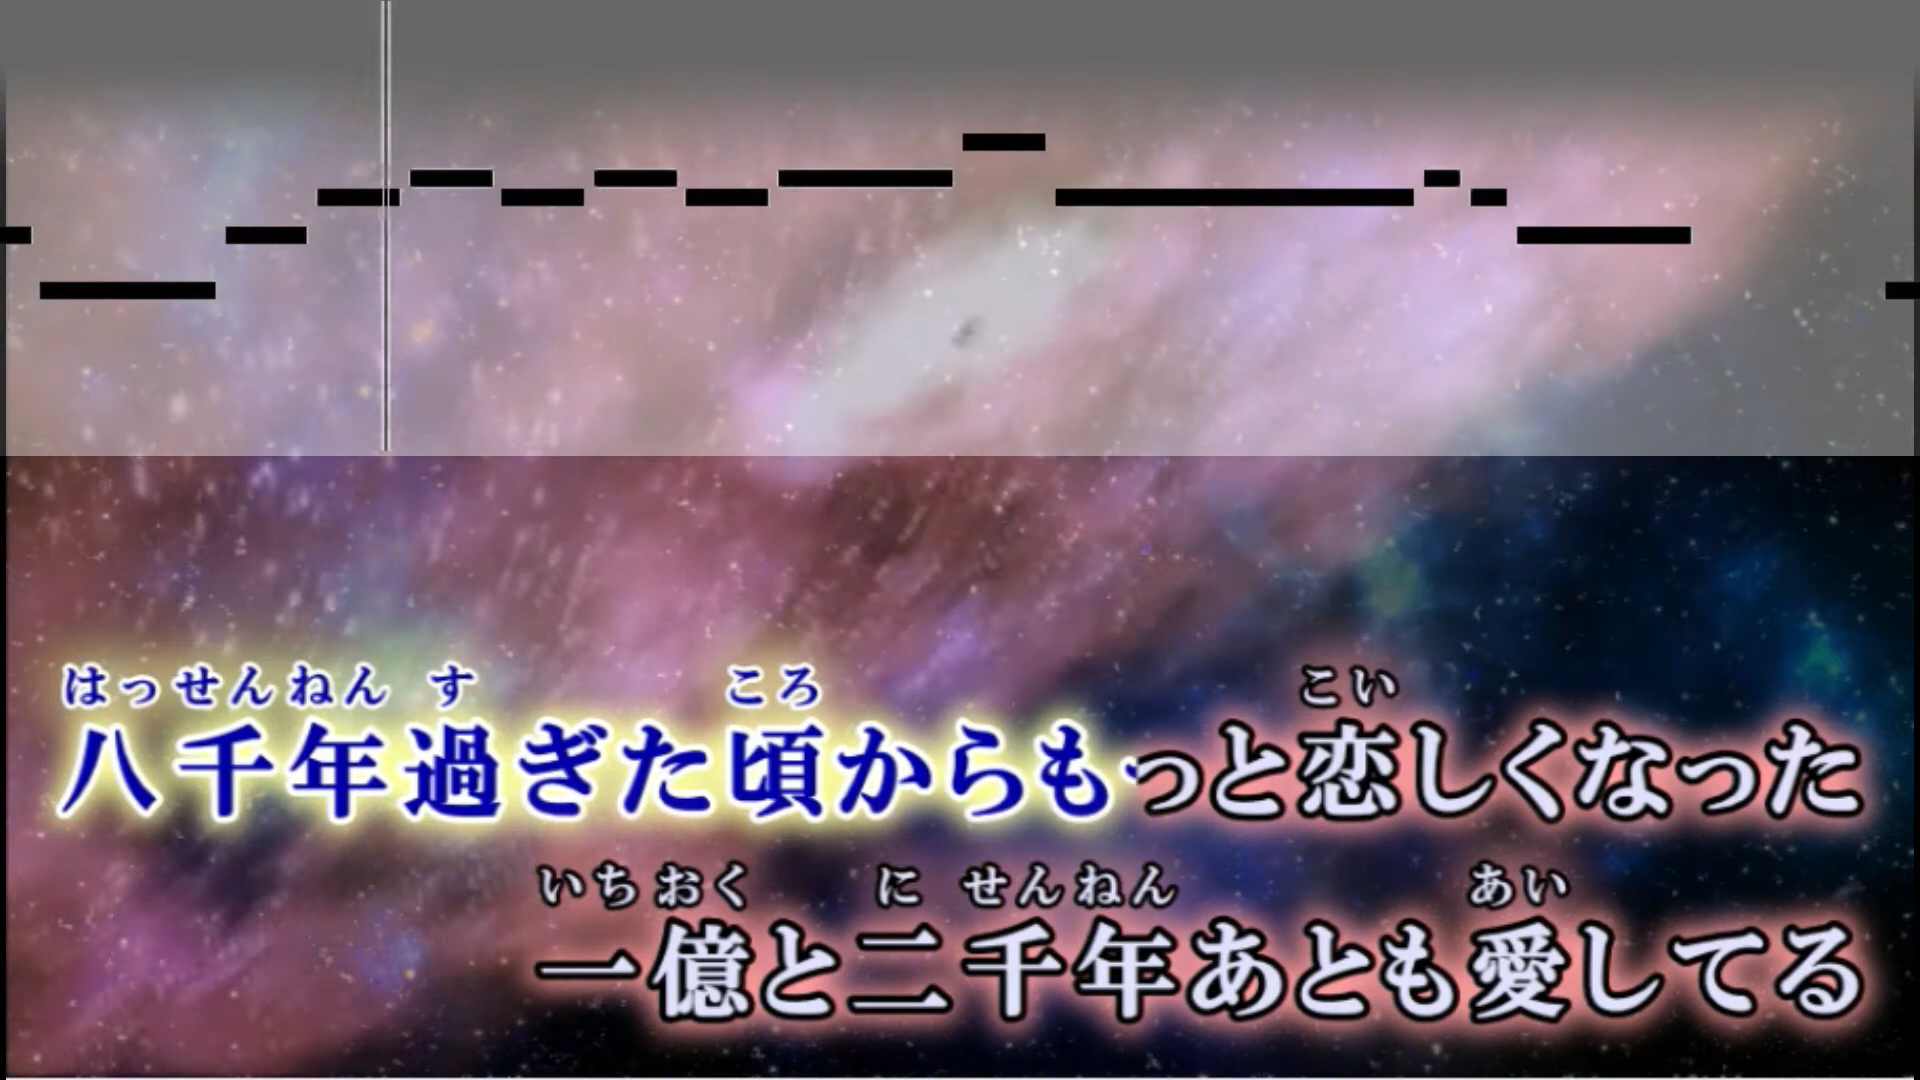 はっせんねん す ころ こい
八千年過ぎた頃からもっと恋しくなった
いちおく に せんねん あい
一億と二千年あとも愛してる